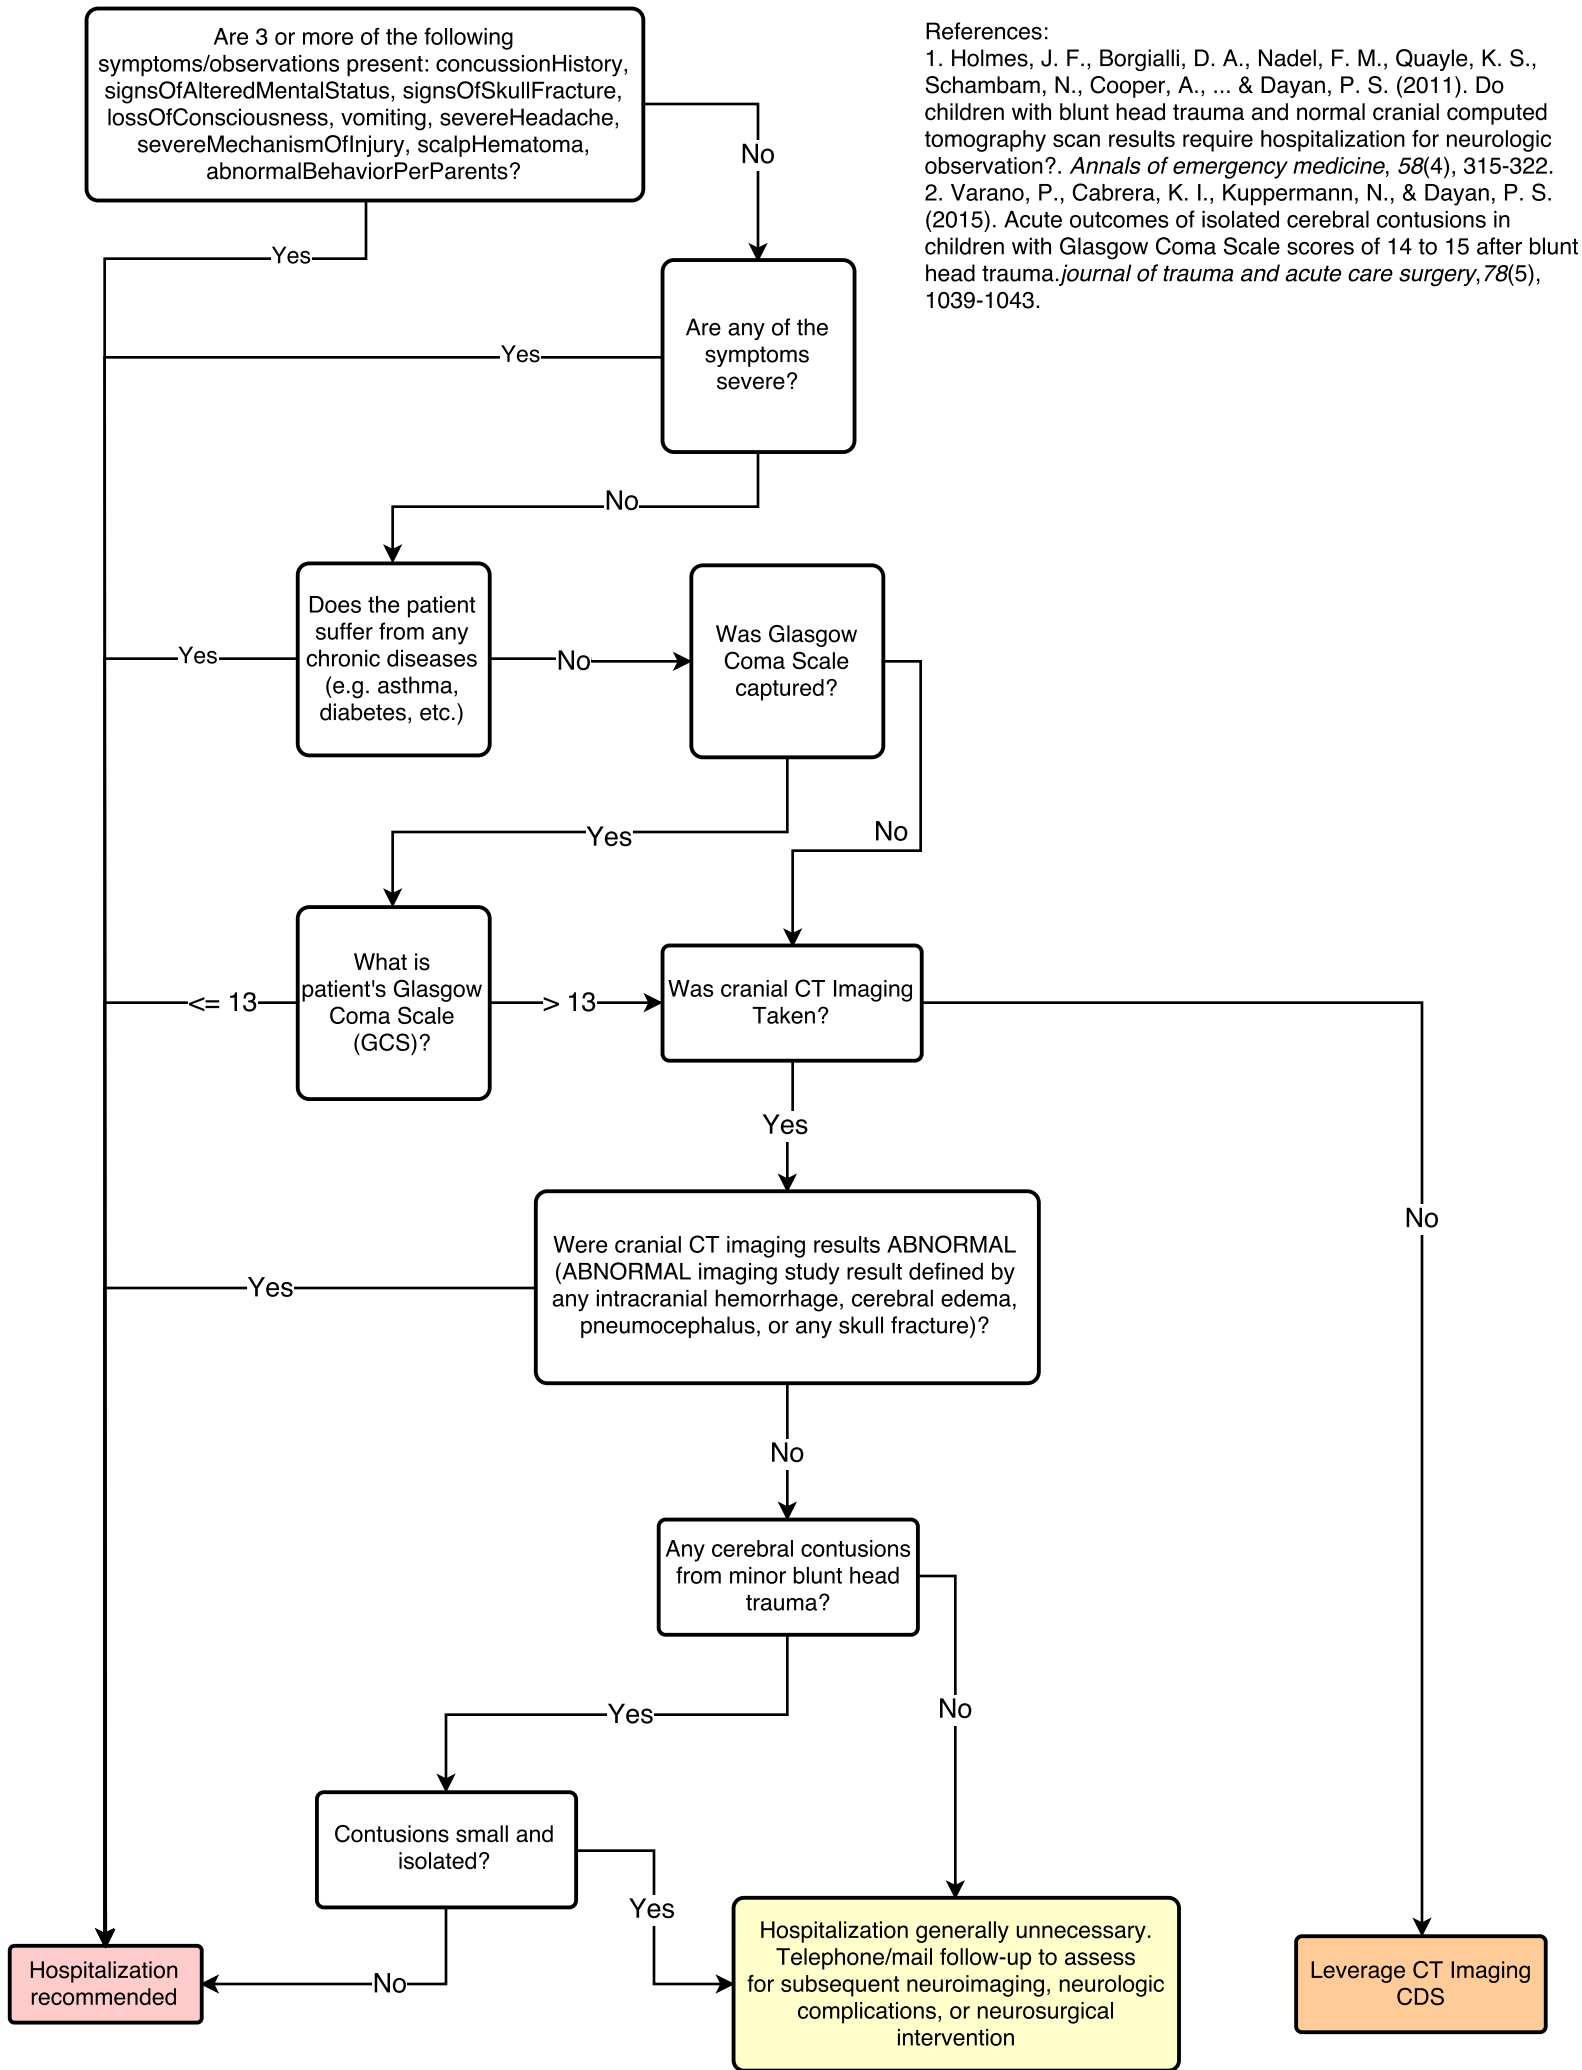 Are 3 or more of the following
symptoms/observations present: concussionHistory,
signsOfAlteredMentalStatus, signsOfSkullFracture,
lossOfConsciousness, vomiting, severeHeadache,
severeMechanismOfInjury, scalpHematoma,
abnormalBehaviorPerParents?
References:
1. Holmes, J. F., Borgialli, D. A., Nadel, F. M., Quayle, K. S.,
Schambam, N., Cooper, A., ... & Dayan, P. S. (2011). Do
children with blunt head trauma and normal cranial computed
tomography scan results require hospitalization for neurologic
observation?. Annals of emergency medicine, 58(4), 315-322.
2. Varano, P., Cabrera, K. I., Kuppermann, N., & Dayan, P. S.
(2015). Acute outcomes of isolated cerebral contusions in
children with Glasgow Coma Scale scores of 14 to 15 after blunt
head trauma.journal of trauma and acute care surgery,78(5),
1039-1043.
No
Yes
Are any of the
symptoms
severe?
Yes
No
Does the patient
suffer from any
chronic diseases
(e.g. asthma,
diabetes, etc.)
Yes
No
Was Glasgow
Coma Scale
captured?
Yes
No
What is
patient's Glasgow
Coma Scale
(GCS)?
<= 13
> 13
Was cranial CT Imaging
Taken?
Yes
No
Were cranial CT imaging results ABNORMAL
(ABNORMAL imaging study result defined by
any intracranial hemorrhage, cerebral edema,
pneumocephalus, or any skull fracture)?
Yes
No
Any cerebral contusions
from minor blunt head
trauma?
Yes
No
Contusions small and
isolated?
Yes
No
Hospitalization
recommended
Hospitalization generally unnecessary.
Telephone/mail follow-up to assess
for subsequent neuroimaging, neurologic
complications, or neurosurgical
intervention
Leverage CT Imaging
CDS